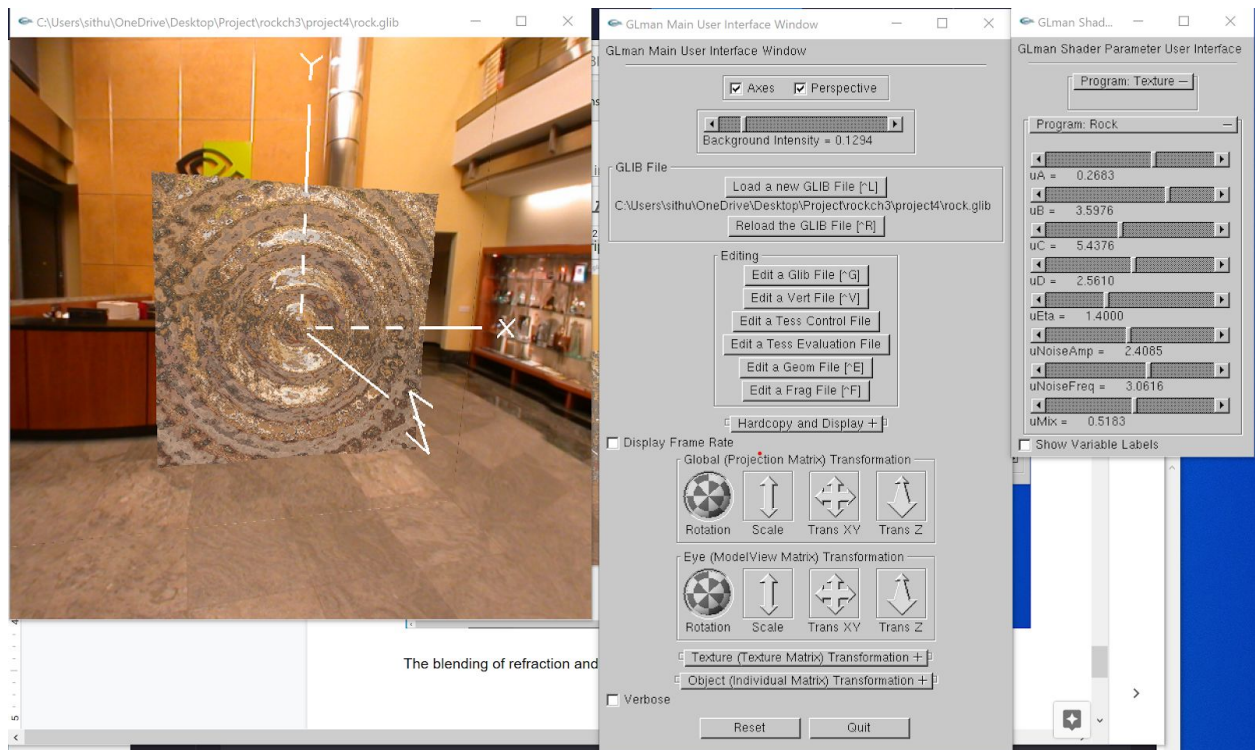 C:\Users\sithu\OneDrive\Desktop\Project\rockch3\project4\rock.glib
Y
X
Z
The blending of refraction and
GLman Main User Interface Window
GLman Main User Interface Window
Axes
Perspective
Background Intensity = 0.1294
GLIB File
Load a new GLIB File [^L]
C:\Users\sithu\OneDrive\Desktop\Project\rockch3\project4\rock.glib
Reload the GLIB File [^R]
Editing
Edit a Glib File [^G]
Edit a Vert File [^V]
Edit a Tess Control File
Edit a Tess Evaluation File
Edit a Geom File [^E]
Edit a Frag File [^F]
Hardcopy and Display +
Display Frame Rate
Global (Projection Matrix) Transformation
Rotation Scale Trans XY Trans Z
Eye (ModelView Matrix) Transformation
Rotation Scale Trans XY Trans Z
Texture (Texture Matrix) Transformation +
Object (Individual Matrix) Transformation +
Verbose
Reset Quit
GLman Shad...
GLman Shader Parameter User Interface
Program: Texture –
Program: Rock –
uA = 0.2683
uB = 3.5976
uC = 5.4376
uD = 2.5610
uEta = 1.4000
uNoiseAmp = 2.4085
uNoiseFreq = 3.0616
uMix = 0.5183
Show Variable Labels